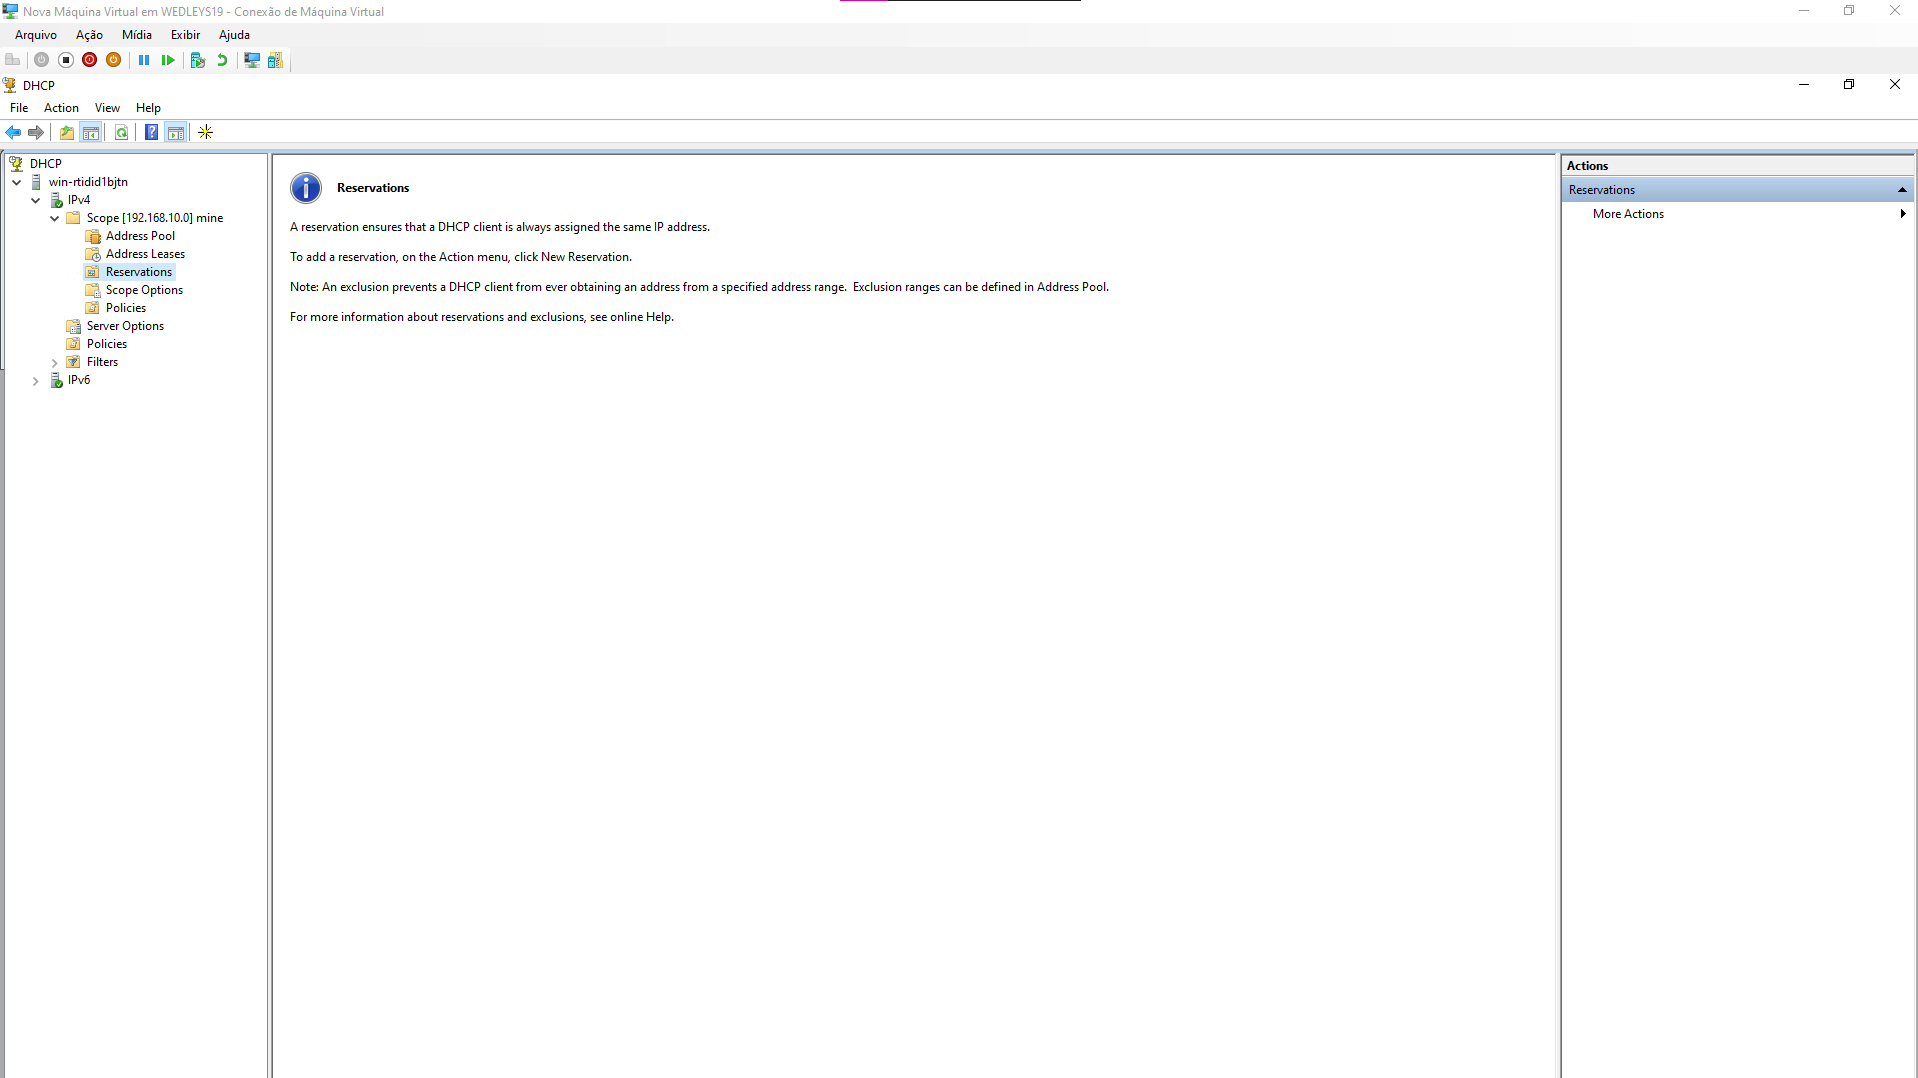 Nova Máquina Virtual em WEDLEYS19 - Conexão de Máquina Virtual
Arquivo Ação Mídia Exibir Ajuda
DHCP
File Action View Help
DHCP
win-rtidid1bjtn
IPv4
Scope [192.168.10.0] mine
Address Pool
Address Leases
Reservations
Scope Options
Policies
Server Options
Policies
Filters
IPv6
Reservations
A reservation ensures that a DHCP client is always assigned the same IP address.
To add a reservation, on the Action menu, click New Reservation.
Note: An exclusion prevents a DHCP client from ever obtaining an address from a specified address range.  Exclusion ranges can be defined in Address Pool.
For more information about reservations and exclusions, see online Help.
Actions
Reservations
More Actions